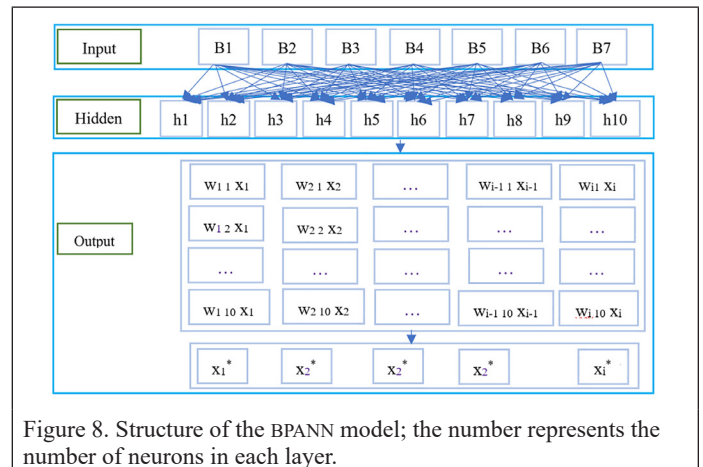 Input B1 B2 B3 B4 B5 B6 B7
Hidden h1 h2 h3 h4 h5 h6 h7 h8 h9 h10
W1 1 X1 W2 1 X2 ... Wi-1 1 Xi-1 Wi1 Xi
W1 2 X1 W2 2 X2 ... ... ...
Output
... ... ... ... ...
W1 10 X1 W2 10 X2 ... Wi-1 10 Xi-1 Wi 10 Xi
X1* X2* X2* X2* Xi*
Figure 8. Structure of the BPANN model; the number represents the
number of neurons in each layer.